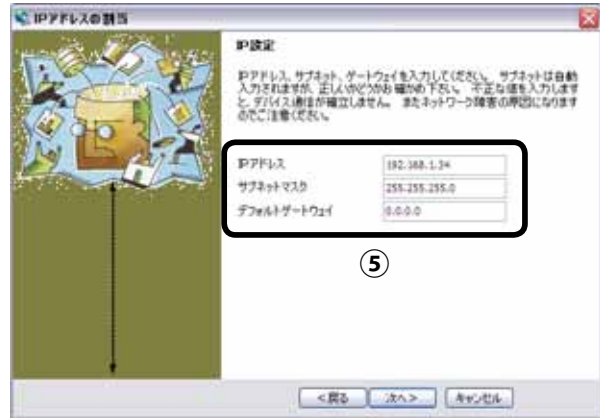 IPアドレスの割当
IP設定
IPアドレス、サブネット、ゲートウェイを入力してください。 サブネットは自動
入力されますが、正しいかどうかお確かめ下さい。 不正な値を入力します
と、デバイス通信が確立しません。 またネットワーク障害の原因になります
のでご注意ください。
IPアドレス 192.168.1.34
サブネットマスク 255.255.255.0
デフォルトゲートウェイ 0.0.0.0
⑤
<戻る 次へ> キャンセル